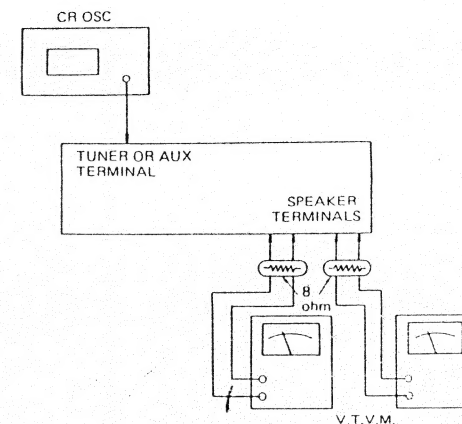 CR OSC
TUNER OR AUX
TERMINAL
SPEAKER
TERMINALS
8
ohm
V.T.V.M.